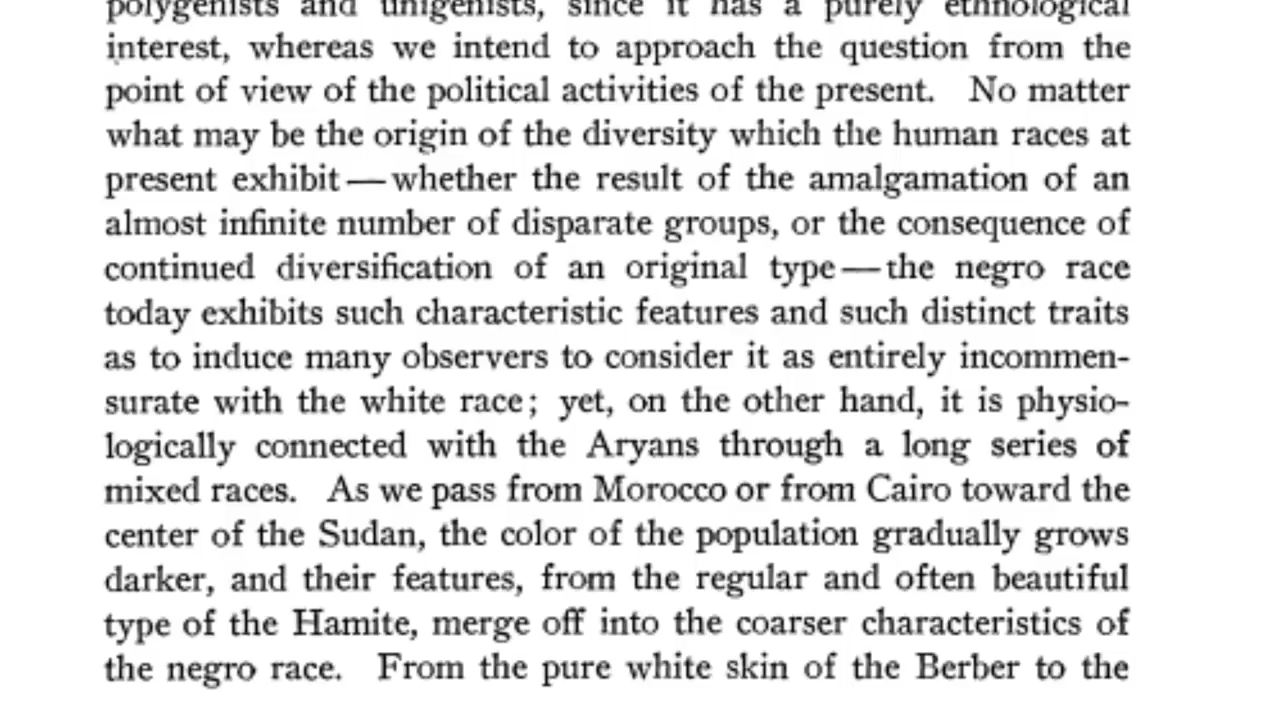 polygenists and unigenists, since it has a purely ethnological
interest, whereas we intend to approach the question from the
point of view of the political activities of the present. No matter
what may be the origin of the diversity which the human races at
present exhibit—whether the result of the amalgamation of an
almost infinite number of disparate groups, or the consequence of
continued diversification of an original type—the negro race
today exhibits such characteristic features and such distinct traits
as to induce many observers to consider it as entirely incommen-
surate with the white race; yet, on the other hand, it is physio-
logically connected with the Aryans through a long series of
mixed races. As we pass from Morocco or from Cairo toward the
center of the Sudan, the color of the population gradually grows
darker, and their features, from the regular and often beautiful
type of the Hamite, merge off into the coarser characteristics of
the negro race. From the pure white skin of the Berber to the